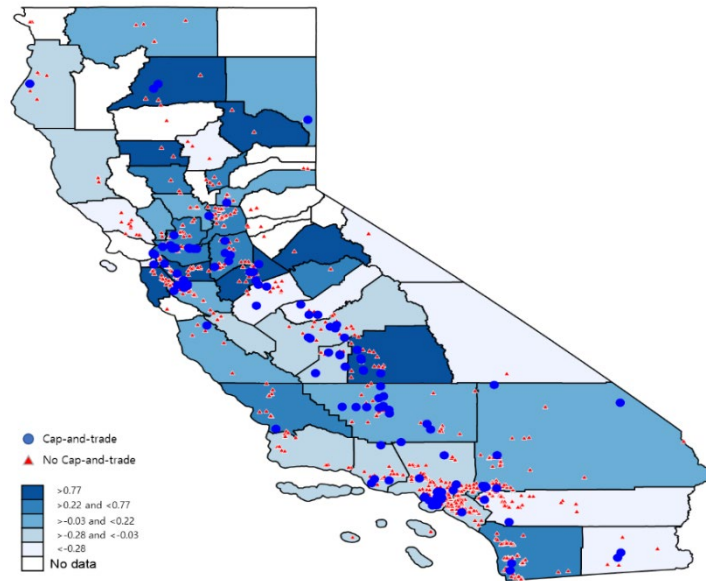 Cap-and-trade
No Cap-and-trade
>0.77
>0.22 and <0.77
>-0.03 and <0.22
>-0.28 and <-0.03
<-0.28
No data